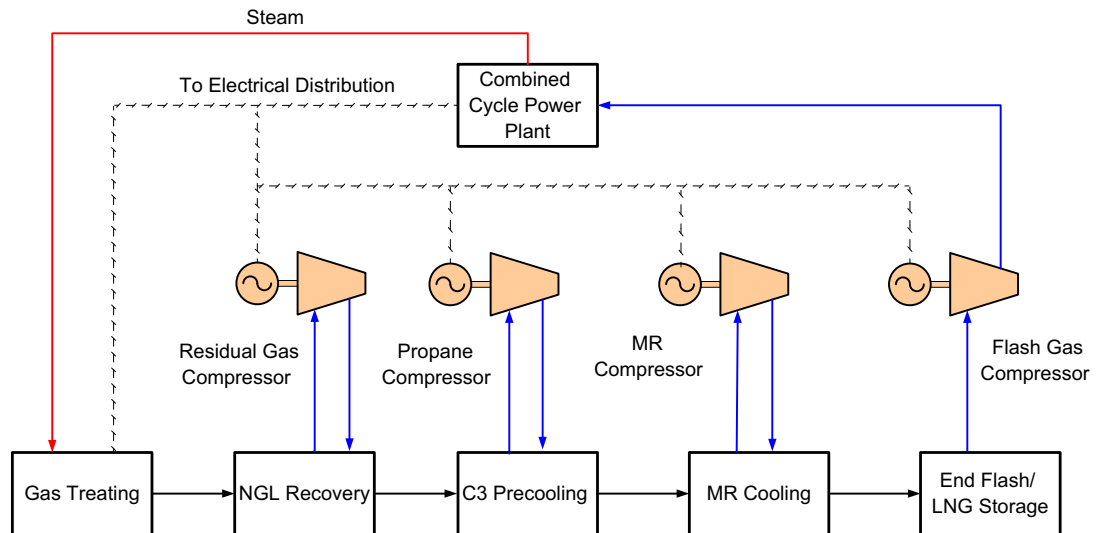 Steam
To Electrical Distribution
Combined
Cycle Power
Plant
Residual Gas
Compressor
Propane
Compressor
MR
Compressor
Flash Gas
Compressor
Gas Treating
NGL Recovery
C3 Precooling
MR Cooling
End Flash/
LNG Storage